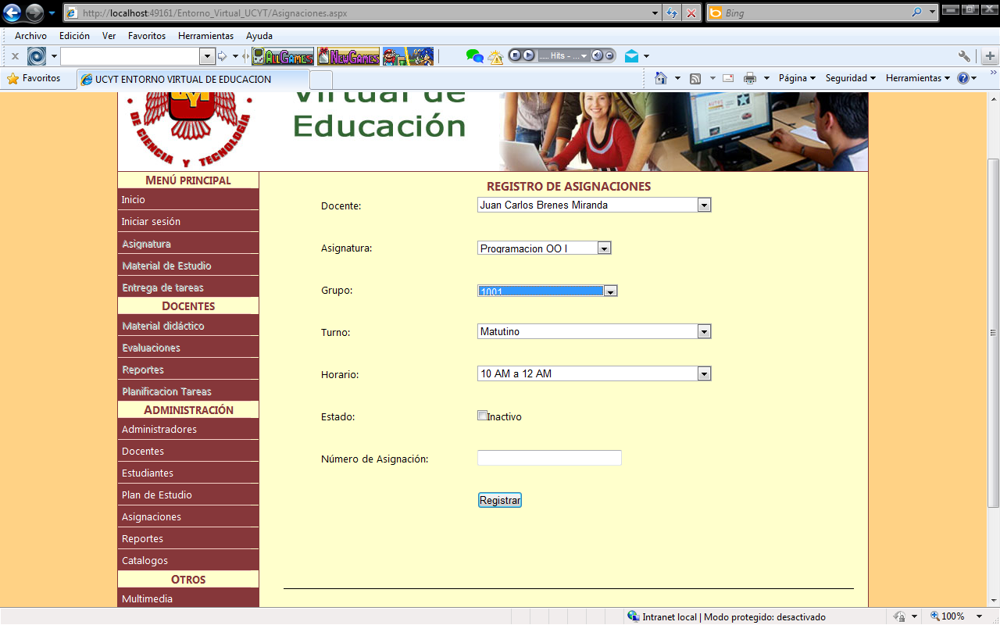 http://localhost:49161/Entorno_Virtual_UCYT/Asignaciones.aspx
Bing
Archivo Edición Ver Favoritos Herramientas Ayuda
ALLGAMES NEWGAMES ..... Hits - ...
Favoritos UCYT ENTORNO VIRTUAL DE EDUCACION Página Seguridad Herramientas
DE CIENCIA Y TECNOLOGÍA
Virtual de
Educación
MENÚ PRINCIPAL
Inicio
Iniciar sesión
Asignatura
Material de Estudio
Entrega de tareas
DOCENTES
Material didáctico
Evaluaciones
Reportes
Planificacion Tareas
ADMINISTRACIÓN
Administradores
Docentes
Estudiantes
Plan de Estudio
Asignaciones
Reportes
Catalogos
OTROS
Multimedia
REGISTRO DE ASIGNACIONES
Docente: Juan Carlos Brenes Miranda
Asignatura: Programacion OO I
Grupo: 1001
Turno: Matutino
Horario: 10 AM a 12 AM
Estado: Inactivo
Número de Asignación:
Registrar
Intranet local | Modo protegido: desactivado 100%